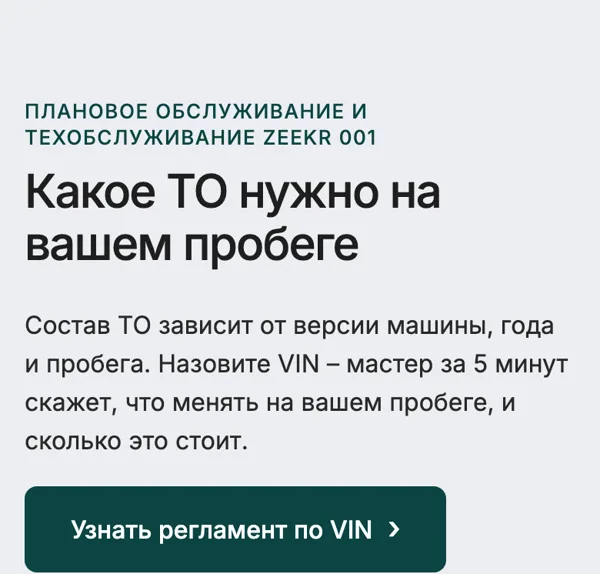 ПЛАНОВОЕ ОБСЛУЖИВАНИЕ И
ТЕХОБСЛУЖИВАНИЕ ZEEKR 001
Какое ТО нужно на
вашем пробеге
Состав ТО зависит от версии машины, года
и пробега. Назовите VIN – мастер за 5 минут
скажет, что менять на вашем пробеге, и
сколько это стоит.
Узнать регламент по VIN ›